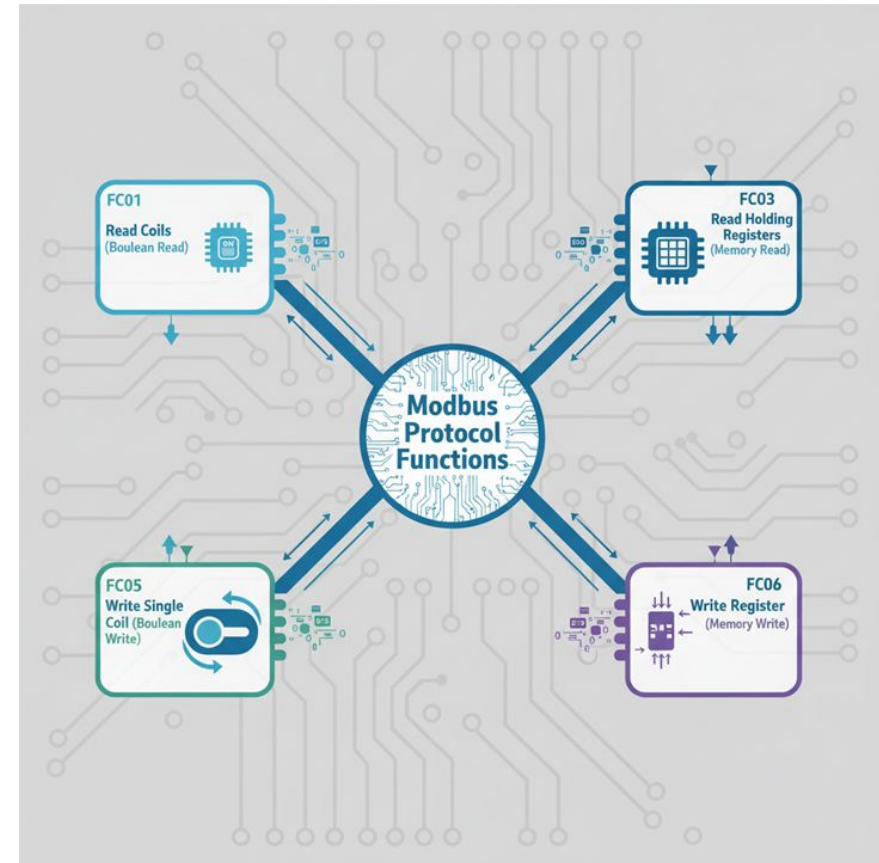 FC01
Read Coils
(Boulean Read)
ON
FC03
Read Holding
Registers
(Memory Read)
Modbus
Protocol
Functions
FC05
Write Single
Coil (Boulean
Write)
FC06
Write Register
(Memory Write)